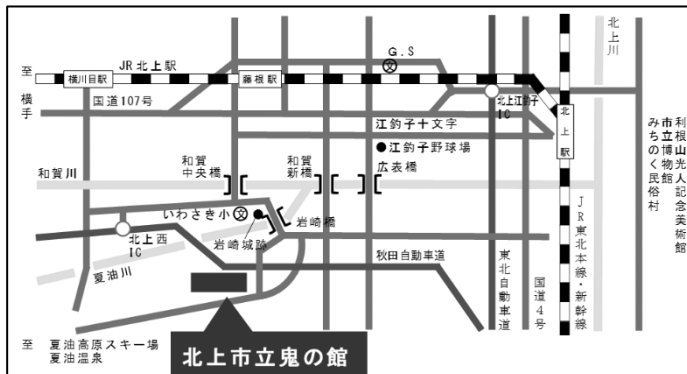 至
横手
横川目駅
JR北上駅
藤根駅
G.S
文
北上川
国道107号
北上江釣子
IC
北上駅
江釣子十文字
江釣子野球場
和賀川
和賀
中央橋
和賀
新橋
広表橋
いわさき小
文
岩崎橋
岩崎城跡
北上西
IC
夏油川
秋田自動車道
東北自動車道
国道4号
JR東北本線・新幹線
利根山光人記念美術館
市立博物館
みちのく民俗村
北上市立鬼の館
至 夏油高原スキー場
夏油温泉